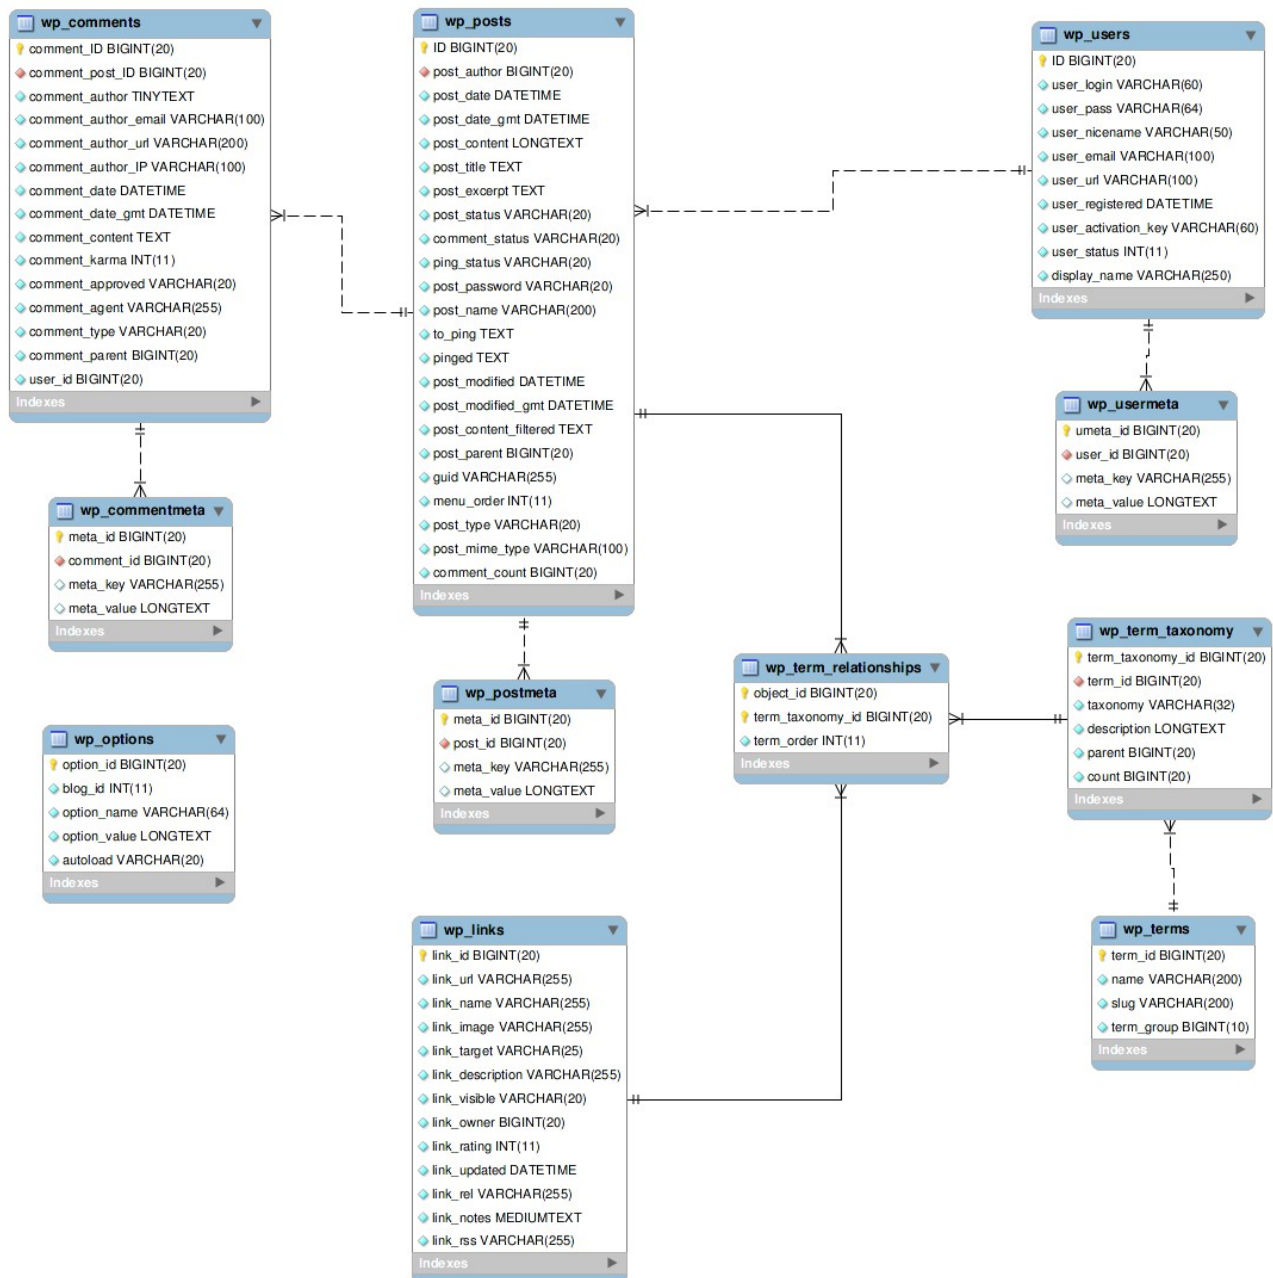 wp_comments
comment_ID BIGINT(20)
comment_post_ID BIGINT(20)
comment_author TINYTEXT
comment_author_email VARCHAR(100)
comment_author_url VARCHAR(200)
comment_author_IP VARCHAR(100)
comment_date DATETIME
comment_date_gmt DATETIME
comment_content TEXT
comment_karma INT(11)
comment_approved VARCHAR(20)
comment_agent VARCHAR(255)
comment_type VARCHAR(20)
comment_parent BIGINT(20)
user_id BIGINT(20)
Indexes
wp_posts
ID BIGINT(20)
post_author BIGINT(20)
post_date DATETIME
post_date_gmt DATETIME
post_content LONGTEXT
post_title TEXT
post_excerpt TEXT
post_status VARCHAR(20)
comment_status VARCHAR(20)
ping_status VARCHAR(20)
post_password VARCHAR(20)
post_name VARCHAR(200)
to_ping TEXT
pinged TEXT
post_modified DATETIME
post_modified_gmt DATETIME
post_content_filtered TEXT
post_parent BIGINT(20)
guid VARCHAR(255)
menu_order INT(11)
post_type VARCHAR(20)
post_mime_type VARCHAR(100)
comment_count BIGINT(20)
Indexes
wp_users
ID BIGINT(20)
user_login VARCHAR(60)
user_pass VARCHAR(64)
user_nicename VARCHAR(50)
user_email VARCHAR(100)
user_url VARCHAR(100)
user_registered DATETIME
user_activation_key VARCHAR(60)
user_status INT(11)
display_name VARCHAR(250)
Indexes
wp_usermeta
umeta_id BIGINT(20)
user_id BIGINT(20)
meta_key VARCHAR(255)
meta_value LONGTEXT
Indexes
wp_commentmeta
meta_id BIGINT(20)
comment_id BIGINT(20)
meta_key VARCHAR(255)
meta_value LONGTEXT
Indexes
wp_postmeta
meta_id BIGINT(20)
post_id BIGINT(20)
meta_key VARCHAR(255)
meta_value LONGTEXT
Indexes
wp_term_relationships
object_id BIGINT(20)
term_taxonomy_id BIGINT(20)
term_order INT(11)
Indexes
wp_term_taxonomy
term_taxonomy_id BIGINT(20)
term_id BIGINT(20)
taxonomy VARCHAR(32)
description LONGTEXT
parent BIGINT(20)
count BIGINT(20)
Indexes
wp_options
option_id BIGINT(20)
blog_id INT(11)
option_name VARCHAR(64)
option_value LONGTEXT
autoload VARCHAR(20)
Indexes
wp_links
link_id BIGINT(20)
link_url VARCHAR(255)
link_name VARCHAR(255)
link_image VARCHAR(255)
link_target VARCHAR(25)
link_description VARCHAR(255)
link_visible VARCHAR(20)
link_owner BIGINT(20)
link_rating INT(11)
link_updated DATETIME
link_rel VARCHAR(255)
link_notes MEDIUMTEXT
link_rss VARCHAR(255)
Indexes
wp_terms
term_id BIGINT(20)
name VARCHAR(200)
slug VARCHAR(200)
term_group BIGINT(10)
Indexes